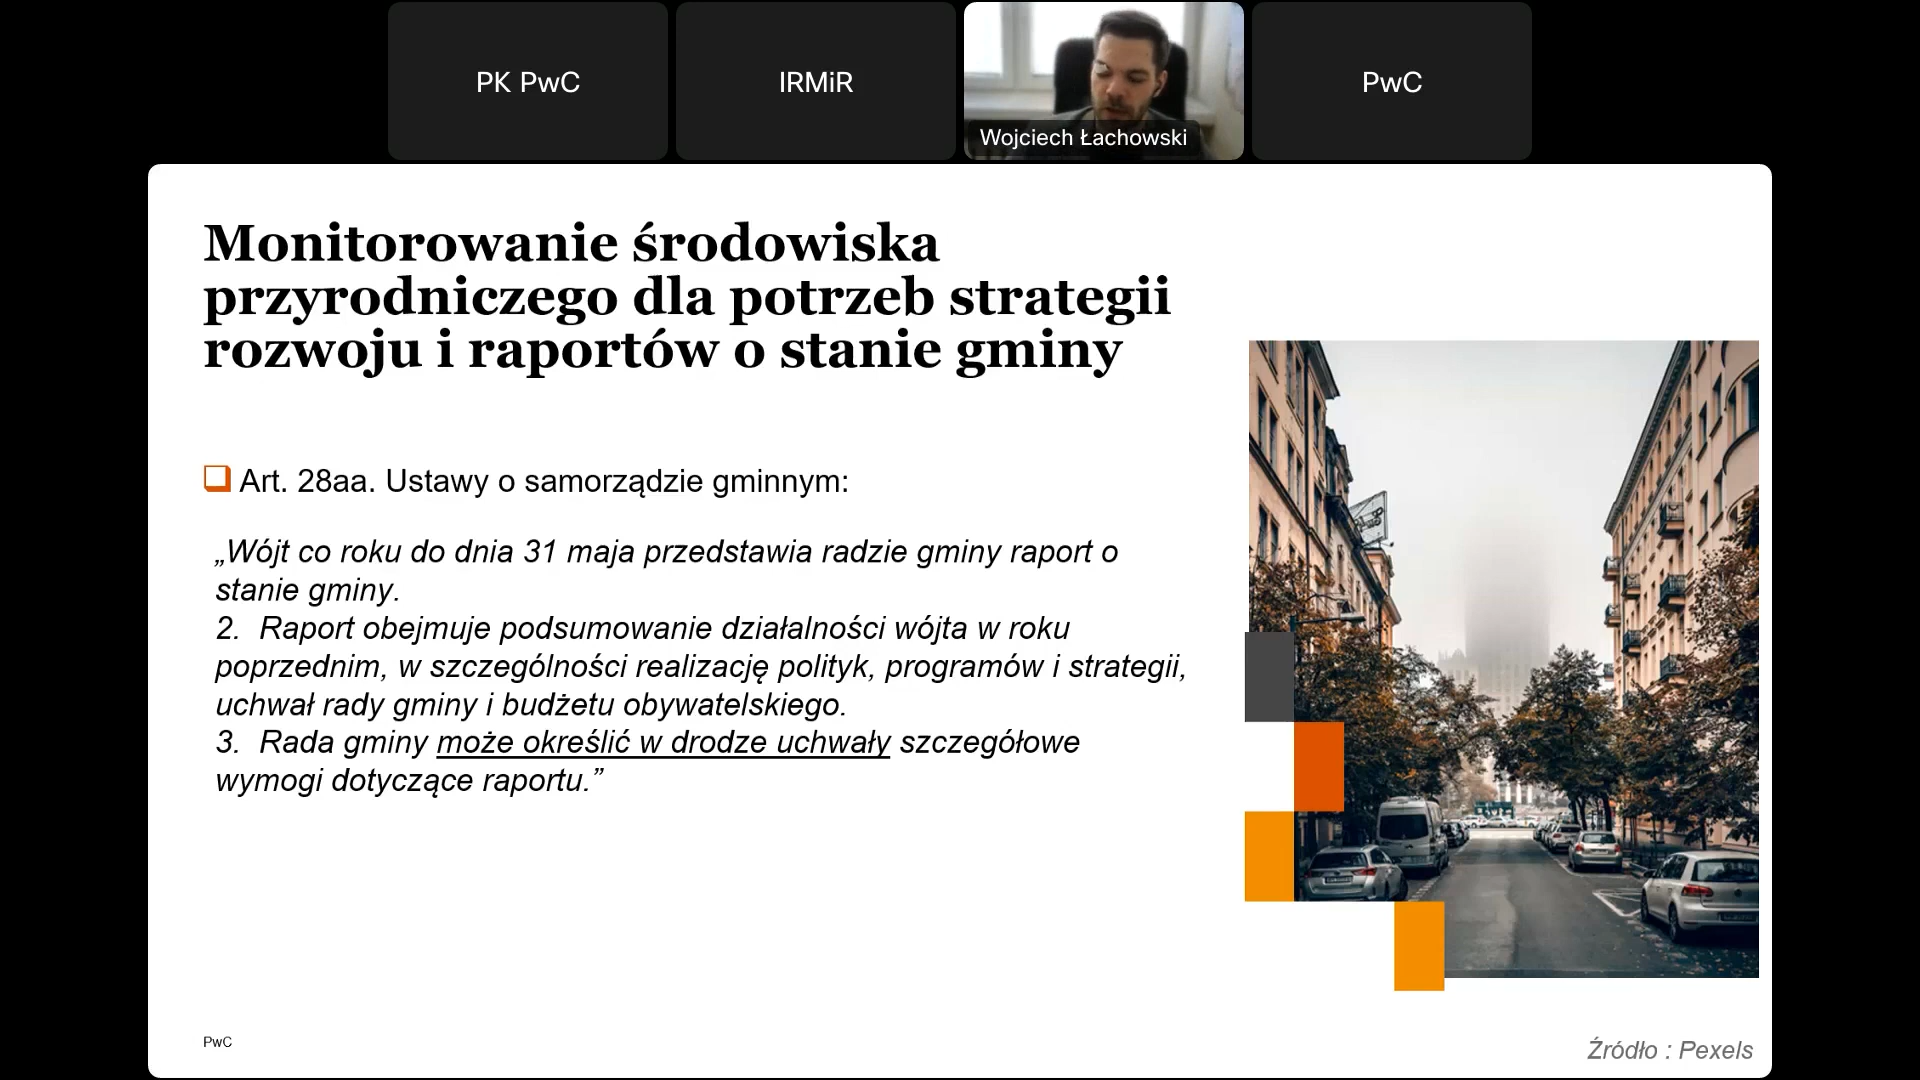 PK PwC
IRMiR
Wojciech Łachowski
PwC
Monitorowanie środowiska
przyrodniczego dla potrzeb strategii
rozwoju i raportów o stanie gminy
Art. 28aa. Ustawy o samorządzie gminnym:
„Wójt co roku do dnia 31 maja przedstawia radzie gminy raport o
stanie gminy.
2. Raport obejmuje podsumowanie działalności wójta w roku
poprzednim, w szczególności realizację polityk, programów i strategii,
uchwał rady gminy i budżetu obywatelskiego.
3. Rada gminy może określić w drodze uchwały szczegółowe
wymogi dotyczące raportu.”
PwC
Źródło : Pexels